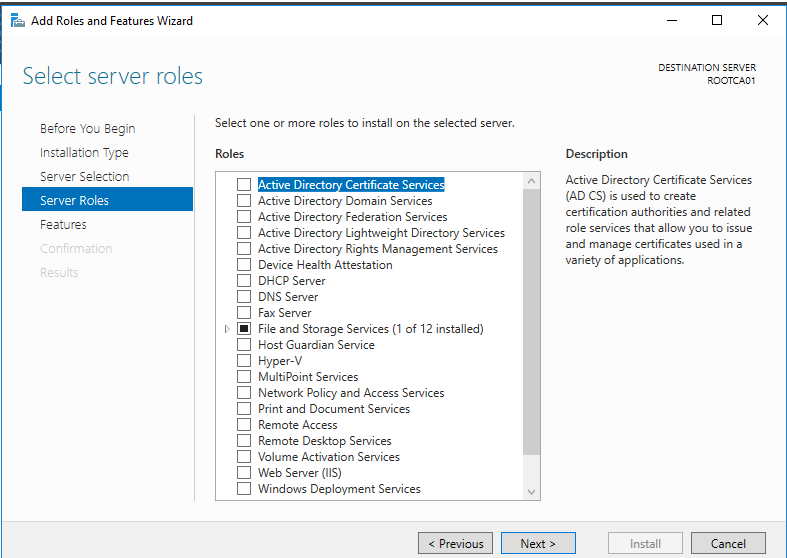 Add Roles and Features Wizard
Select server roles
DESTINATION SERVER
ROOTCA01
Before You Begin
Installation Type
Server Selection
Server Roles
Features
Confirmation
Results
Select one or more roles to install on the selected server.
Roles
Active Directory Certificate Services
Active Directory Domain Services
Active Directory Federation Services
Active Directory Lightweight Directory Services
Active Directory Rights Management Services
Device Health Attestation
DHCP Server
DNS Server
Fax Server
File and Storage Services (1 of 12 installed)
Host Guardian Service
Hyper-V
MultiPoint Services
Network Policy and Access Services
Print and Document Services
Remote Access
Remote Desktop Services
Volume Activation Services
Web Server (IIS)
Windows Deployment Services
Description
Active Directory Certificate Services
(AD CS) is used to create
certification authorities and related
role services that allow you to issue
and manage certificates used in a
variety of applications.
< Previous
Next >
Install
Cancel